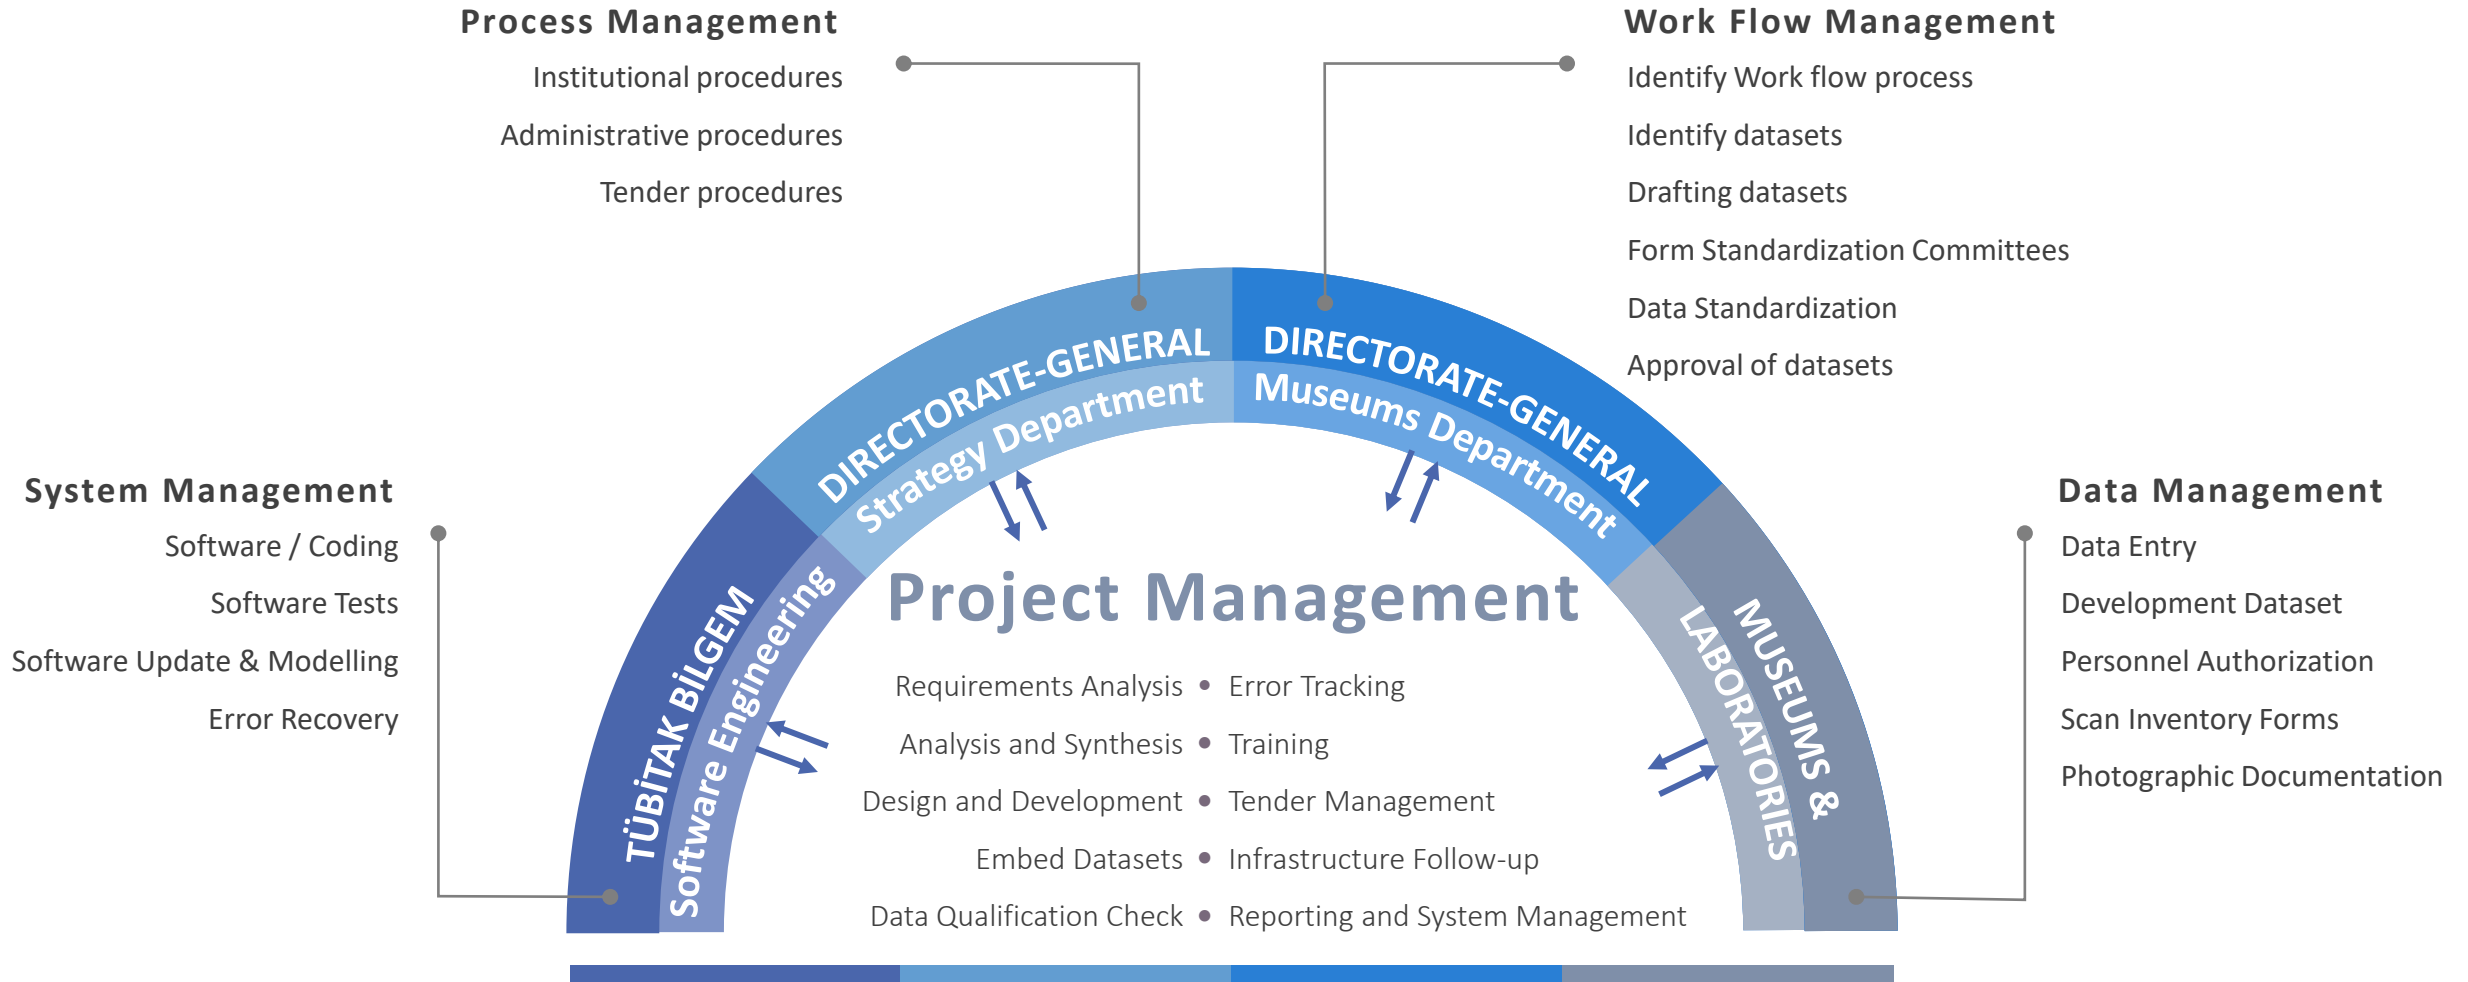 Process Management
Institutional procedures
Administrative procedures
Tender procedures
Work Flow Management
Identify Work flow process
Identify datasets
Drafting datasets
Form Standardization Committees
Data Standardization
Approval of datasets
System Management
Software / Coding
Software Tests
Software Update & Modelling
Error Recovery
TÜBİTAK BİLGEM
Software Engineering
DIRECTORATE-GENERAL
Strategy Department
DIRECTORATE-GENERAL
Museums Department
MUSEUMS &
LABORATORIES
Data Management
Data Entry
Development Dataset
Personnel Authorization
Scan Inventory Forms
Photographic Documentation
Project Management
Requirements Analysis • Error Tracking
Analysis and Synthesis • Training
Design and Development • Tender Management
Embed Datasets • Infrastructure Follow-up
Data Qualification Check • Reporting and System Management